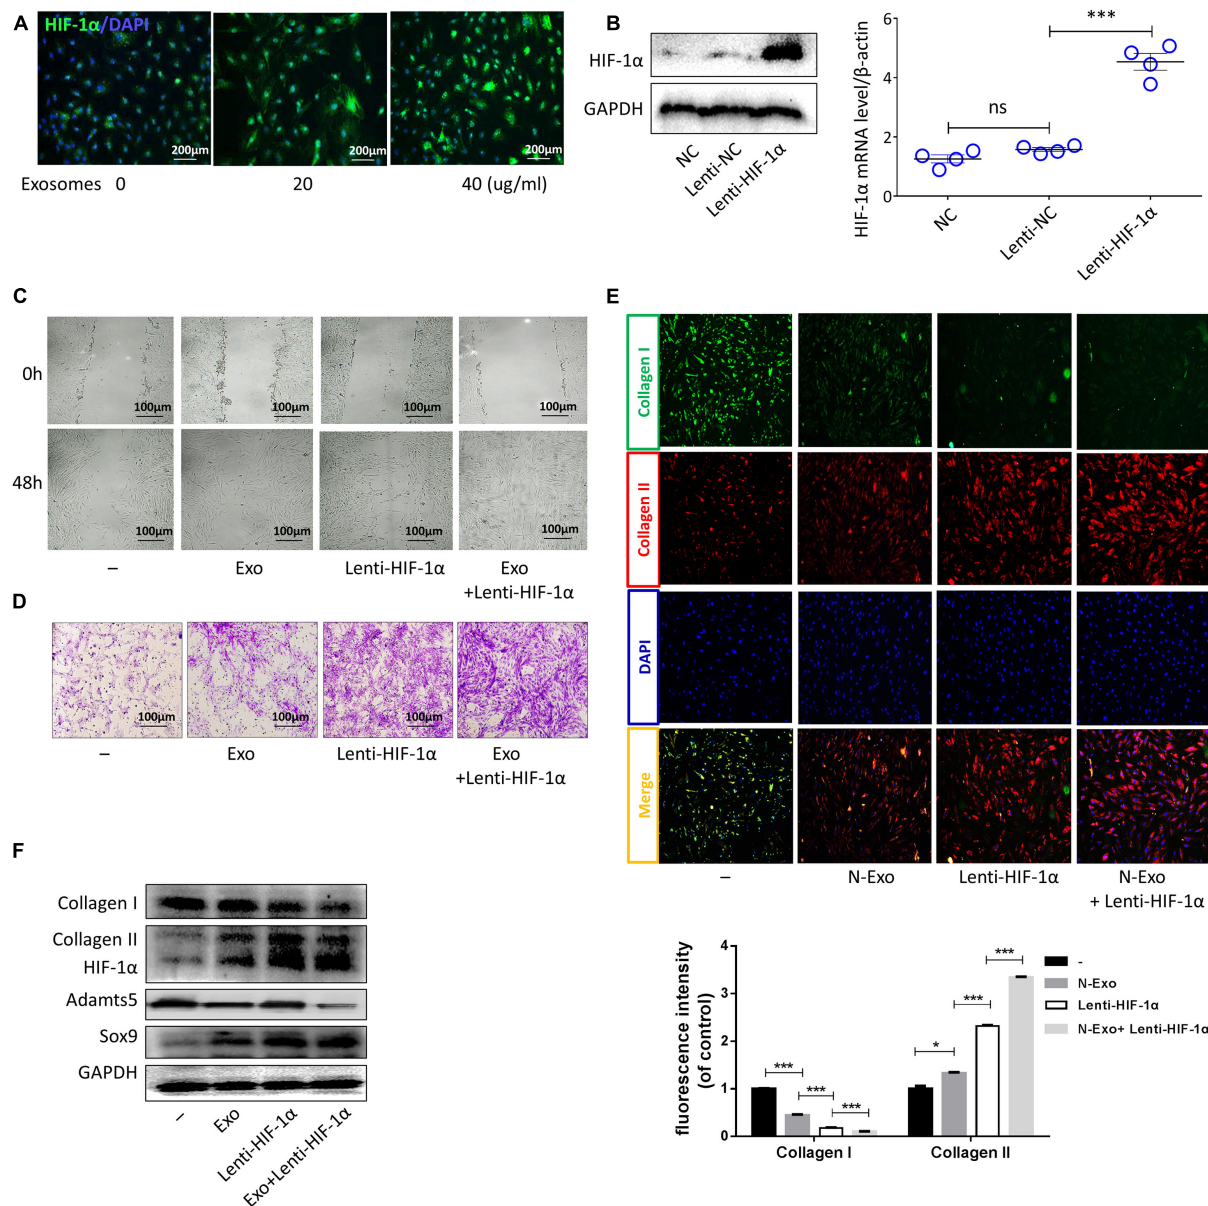 A
HIF-1α/DAPI
200μm
200μm
200μm
Exosomes 0 20 40 (ug/ml)
B
HIF-1α
GAPDH
NC
Lenti-NC
Lenti-HIF-1α
HIF-1α mRNA level/β-actin
6
4
2
0
ns
***
NC
Lenti-NC
Lenti-HIF-1α
C
0h
100μm
100μm
100μm
100μm
48h
100μm
100μm
100μm
100μm
– Exo Lenti-HIF-1α Exo
+Lenti-HIF-1α
D
100μm
100μm
100μm
100μm
– Exo Lenti-HIF-1α Exo
+Lenti-HIF-1α
E
Collagen I
Collagen II
DAPI
Merge
– N-Exo Lenti-HIF-1α N-Exo
+ Lenti-HIF-1α
fluorescence intensity
(of control)
4
3
2
1
0
***
***
***
*
***
***
Collagen I Collagen II
-
N-Exo
Lenti-HIF-1α
N-Exo+ Lenti-HIF-1α
F
Collagen I
Collagen II
HIF-1α
Adamts5
Sox9
GAPDH
–
Exo
Lenti-HIF-1α
Exo+Lenti-HIF-1α